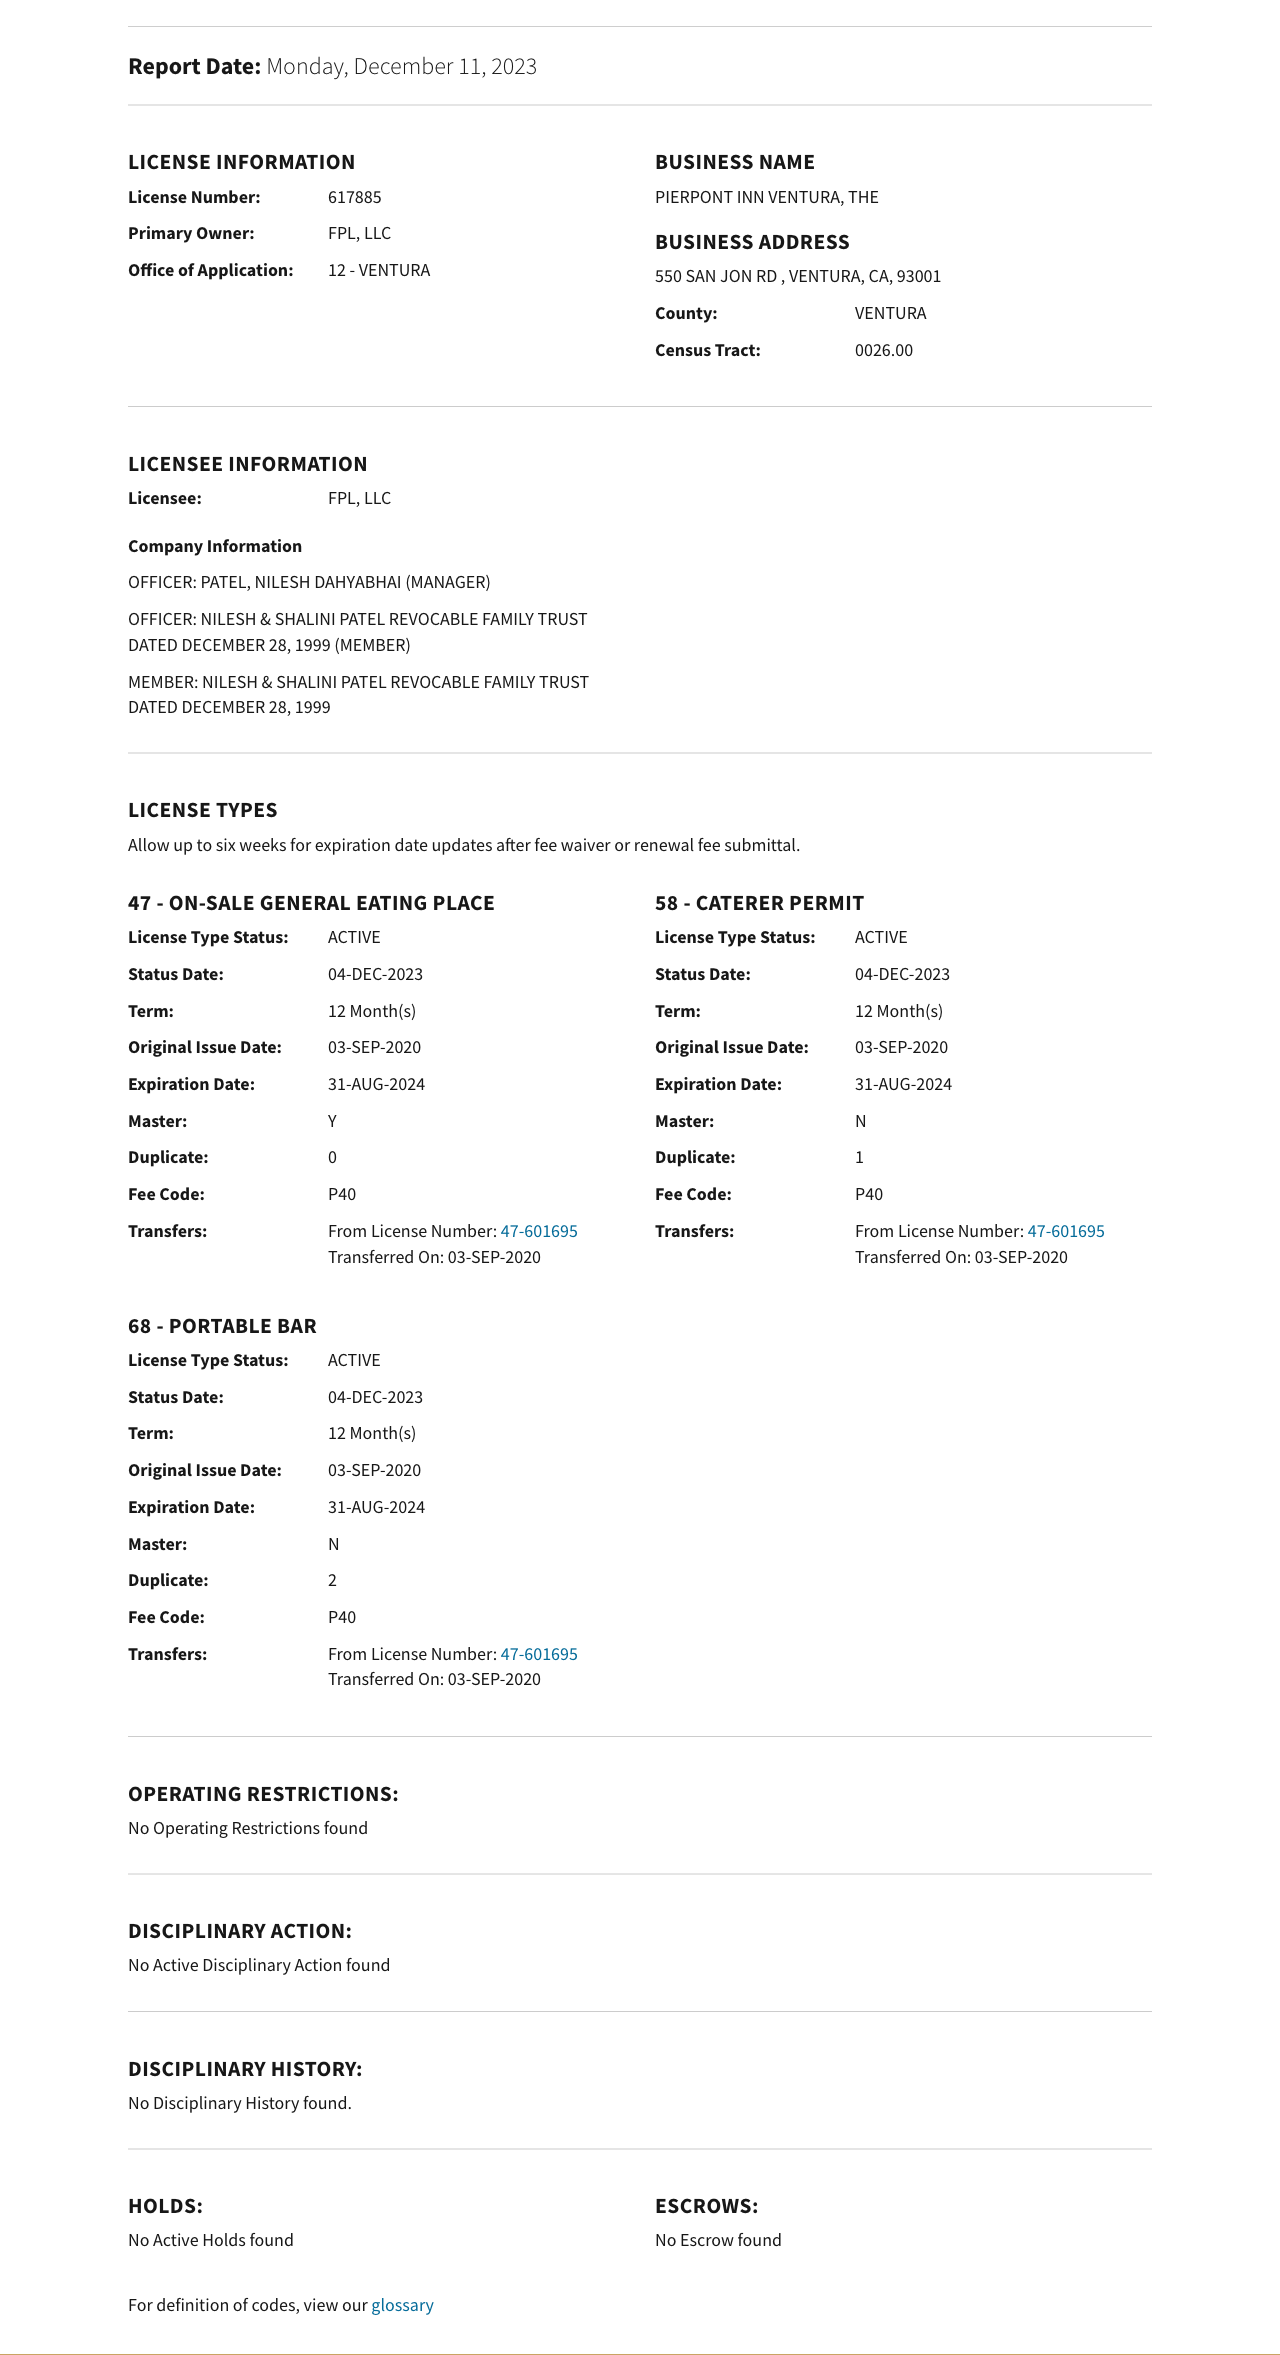 Report Date: Monday, December 11, 2023
LICENSE INFORMATION
License Number: 617885
Primary Owner: FPL, LLC
Office of Application: 12 - VENTURA
BUSINESS NAME
PIERPONT INN VENTURA, THE
BUSINESS ADDRESS
550 SAN JON RD , VENTURA, CA, 93001
County: VENTURA
Census Tract: 0026.00
LICENSEE INFORMATION
Licensee: FPL, LLC
Company Information
OFFICER: PATEL, NILESH DAHYABHAI (MANAGER)
OFFICER: NILESH & SHALINI PATEL REVOCABLE FAMILY TRUST
DATED DECEMBER 28, 1999 (MEMBER)
MEMBER: NILESH & SHALINI PATEL REVOCABLE FAMILY TRUST
DATED DECEMBER 28, 1999
LICENSE TYPES
Allow up to six weeks for expiration date updates after fee waiver or renewal fee submittal.
47 - ON-SALE GENERAL EATING PLACE
License Type Status: ACTIVE
Status Date: 04-DEC-2023
Term: 12 Month(s)
Original Issue Date: 03-SEP-2020
Expiration Date: 31-AUG-2024
Master: Y
Duplicate: 0
Fee Code: P40
Transfers: From License Number: 47-601695
Transferred On: 03-SEP-2020
58 - CATERER PERMIT
License Type Status: ACTIVE
Status Date: 04-DEC-2023
Term: 12 Month(s)
Original Issue Date: 03-SEP-2020
Expiration Date: 31-AUG-2024
Master: N
Duplicate: 1
Fee Code: P40
Transfers: From License Number: 47-601695
Transferred On: 03-SEP-2020
68 - PORTABLE BAR
License Type Status: ACTIVE
Status Date: 04-DEC-2023
Term: 12 Month(s)
Original Issue Date: 03-SEP-2020
Expiration Date: 31-AUG-2024
Master: N
Duplicate: 2
Fee Code: P40
Transfers: From License Number: 47-601695
Transferred On: 03-SEP-2020
OPERATING RESTRICTIONS:
No Operating Restrictions found
DISCIPLINARY ACTION:
No Active Disciplinary Action found
DISCIPLINARY HISTORY:
No Disciplinary History found.
HOLDS:
No Active Holds found
ESCROWS:
No Escrow found
For definition of codes, view our glossary